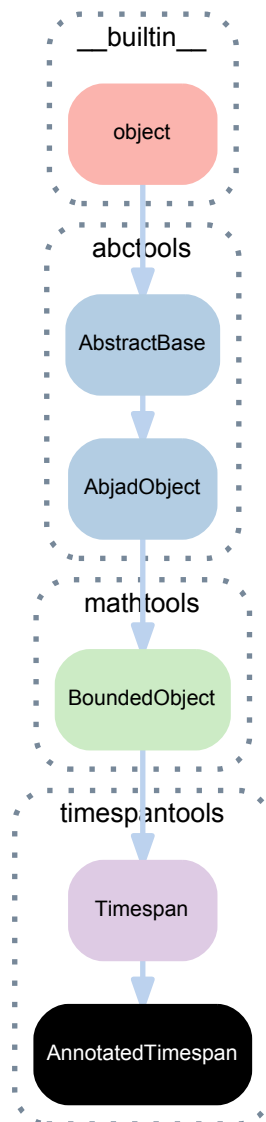 __builtin__
object
abctools
AbstractBase
AbjadObject
mathtools
BoundedObject
timespantools
Timespan
AnnotatedTimespan